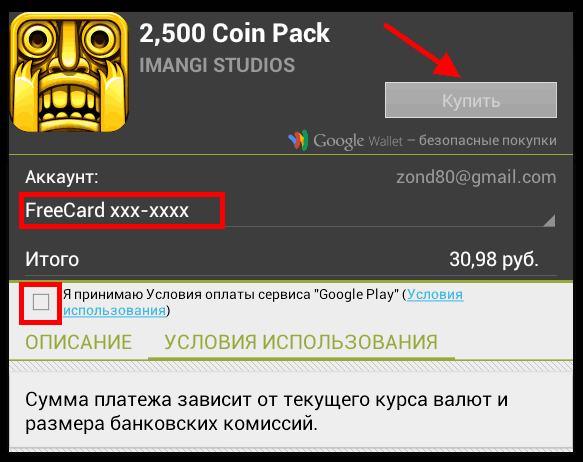 2,500 Coin Pack
IMANGI STUDIOS
Купить
Google Wallet – безопасные покупки
Аккаунт:
zond80@gmail.com
FreeCard xxx-xxxx
Итого
30,98 руб.
Я принимаю Условия оплаты сервиса "Google Play" (Условия
использования)
ОПИСАНИЕ
УСЛОВИЯ ИСПОЛЬЗОВАНИЯ
Сумма платежа зависит от текущего курса валют и
размера банковских комиссий.